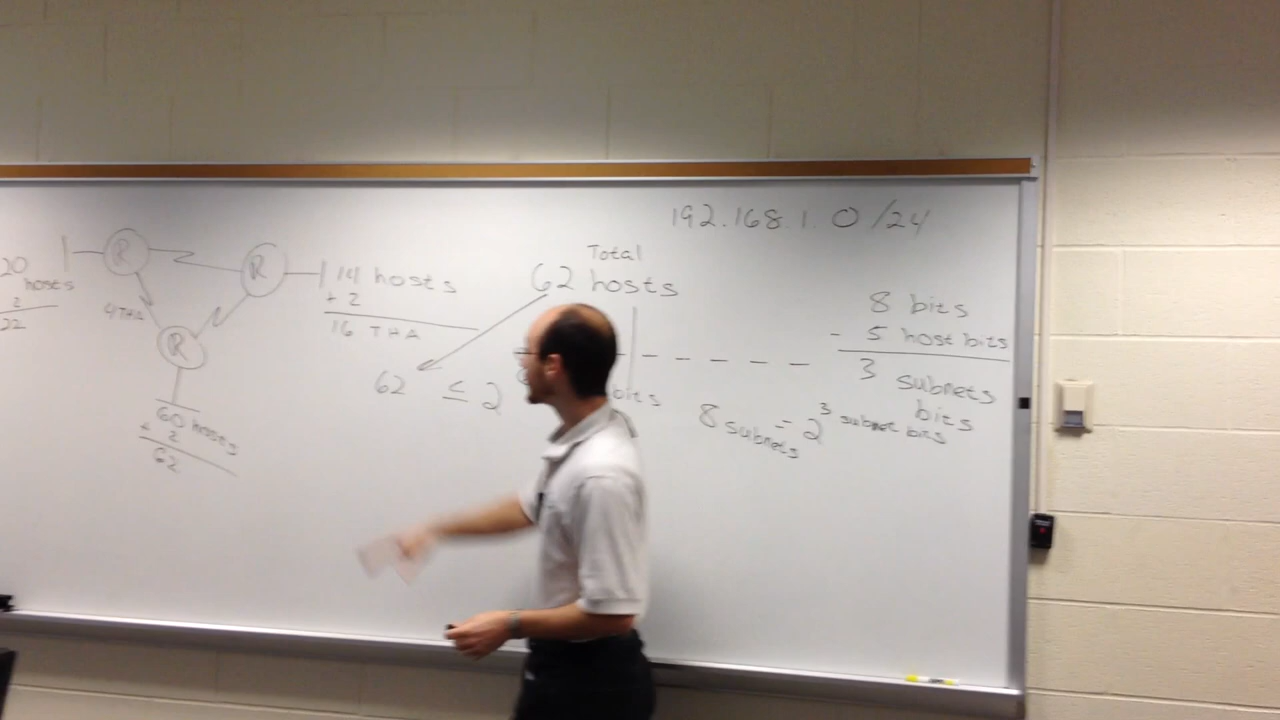 192.168.1.0/24
20
hosts
2
22
R
R
4 THA
R
14 hosts
+ 2
16 THA
60 hosts
+ 2
62
Total
62 hosts
62 ≤ 2
bits
8 bits
- 5 host bits
3 subnets
bits
8 subnets = 2^3 subnet bits